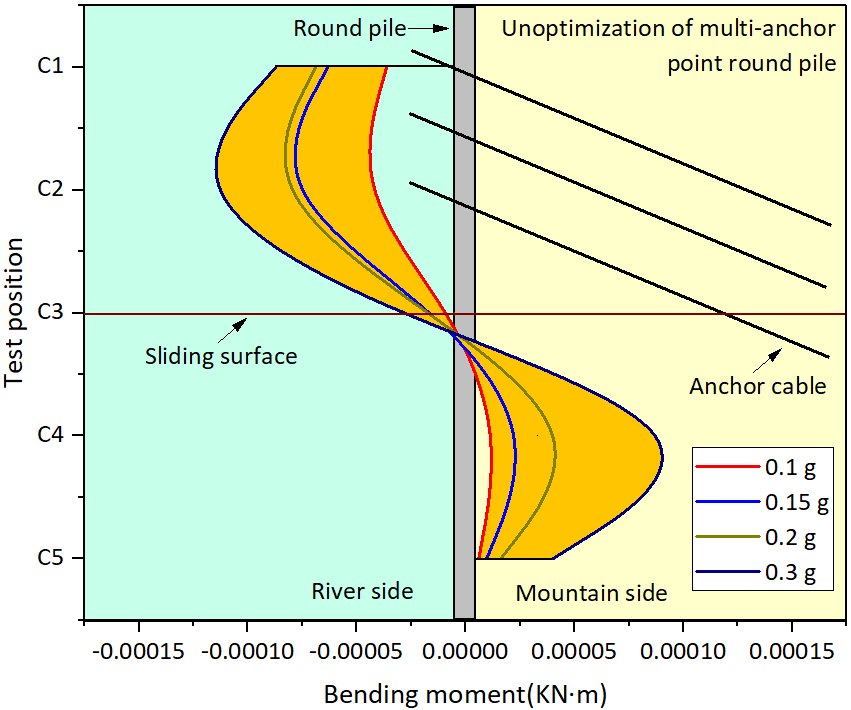 Round pile
Unoptimization of multi-anchor
point round pile
C1
C2
C3
C4
C5
Test position
Sliding surface
Anchor cable
0.1 g
0.15 g
0.2 g
0.3 g
River side
Mountain side
-0.00015
-0.00010
-0.00005
0.00000
0.00005
0.00010
0.00015
Bending moment(KN·m)